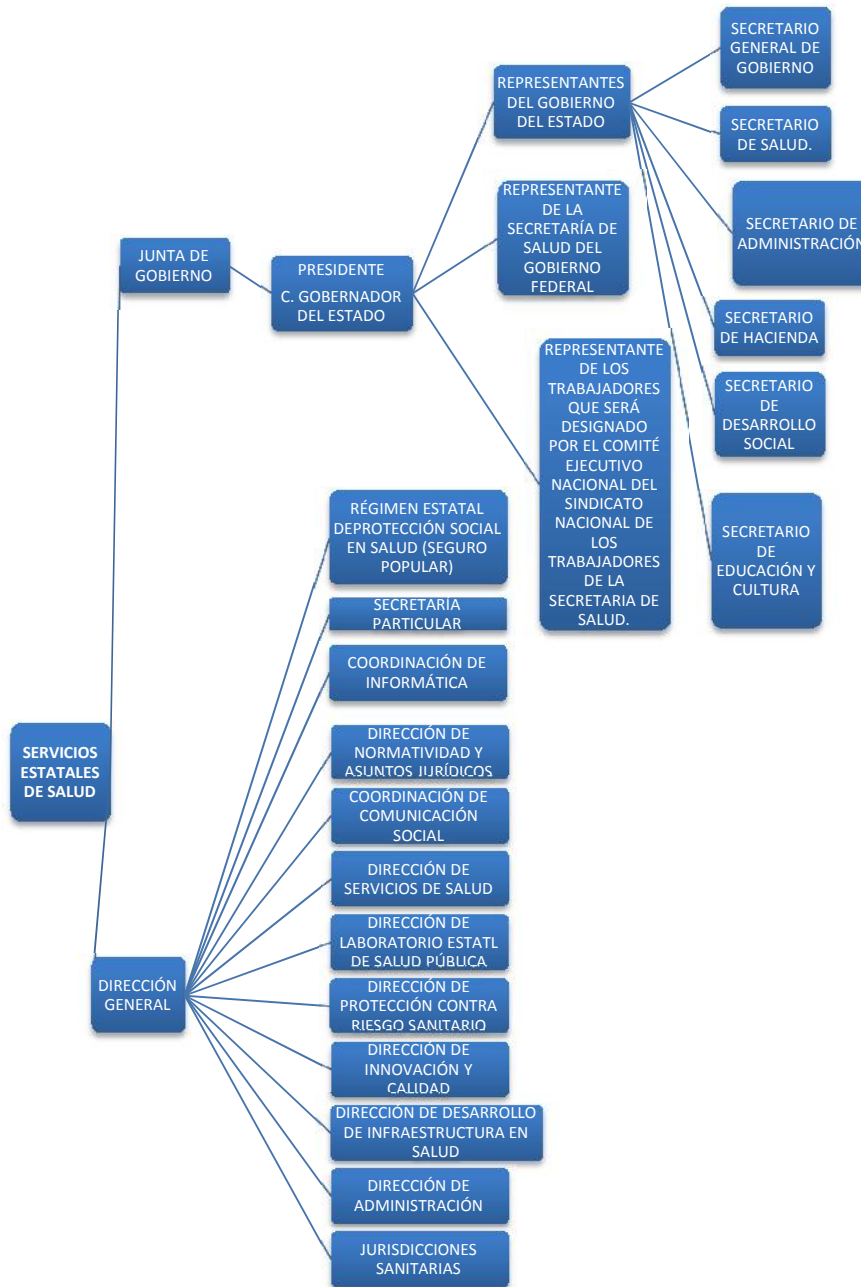 SERVICIOS
ESTATALES
DE SALUD
JUNTA DE
GOBIERNO
PRESIDENTE
C. GOBERNADOR
DEL ESTADO
REPRESENTANTES
DEL GOBIERNO
DEL ESTADO
SECRETARIO
GENERAL DE
GOBIERNO
SECRETARIO
DE SALUD.
SECRETARIO DE
ADMINISTRACIÓN
SECRETARIO
DE HACIENDA
SECRETARIO
DE
DESARROLLO
SOCIAL
SECRETARIO
DE
EDUCACIÓN Y
CULTURA
REPRESENTANTE
DE LA
SECRETARÍA DE
SALUD DEL
GOBIERNO
FEDERAL
REPRESENTANTE
DE LOS
TRABAJADORES
QUE SERÁ
DESIGNADO
POR EL COMITÉ
EJECUTIVO
NACIONAL DEL
SINDICATO
NACIONAL DE
LOS
TRABAJADORES
DE LA
SECRETARIA DE
SALUD.
DIRECCIÓN
GENERAL
RÉGIMEN ESTATAL
DEPROTECCIÓN SOCIAL
EN SALUD (SEGURO
POPULAR)
SECRETARÍA
PARTICULAR
COORDINACIÓN DE
INFORMÁTICA
DIRECCIÓN DE
NORMATIVIDAD Y
ASUNTOS JURÍDICOS
COORDINACIÓN DE
COMUNICACIÓN
SOCIAL
DIRECCIÓN DE
SERVICIOS DE SALUD
DIRECCIÓN DE
LABORATORIO ESTATL
DE SALUD PÚBLICA
DIRECCIÓN DE
PROTECCIÓN CONTRA
RIESGO SANITARIO
DIRECCIÓN DE
INNOVACIÓN Y
CALIDAD
DIRECCIÓN DE DESARROLLO
DE INFRAESTRUCTURA EN
SALUD
DIRECCIÓN DE
ADMINISTRACIÓN
JURISDICCIONES
SANITARIAS